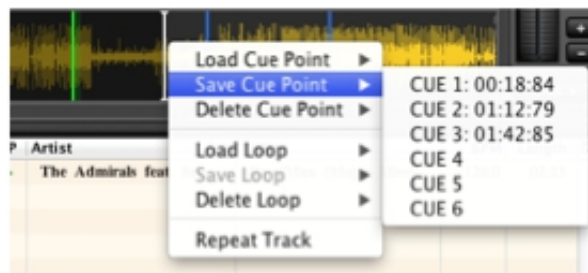 Load Cue Point
Save Cue Point
Delete Cue Point
Load Loop
Save Loop
Delete Loop
Repeat Track
CUE 1: 00:18:84
CUE 2: 01:12:79
CUE 3: 01:42:85
CUE 4
CUE 5
CUE 6
P Artist
The Admirals feat